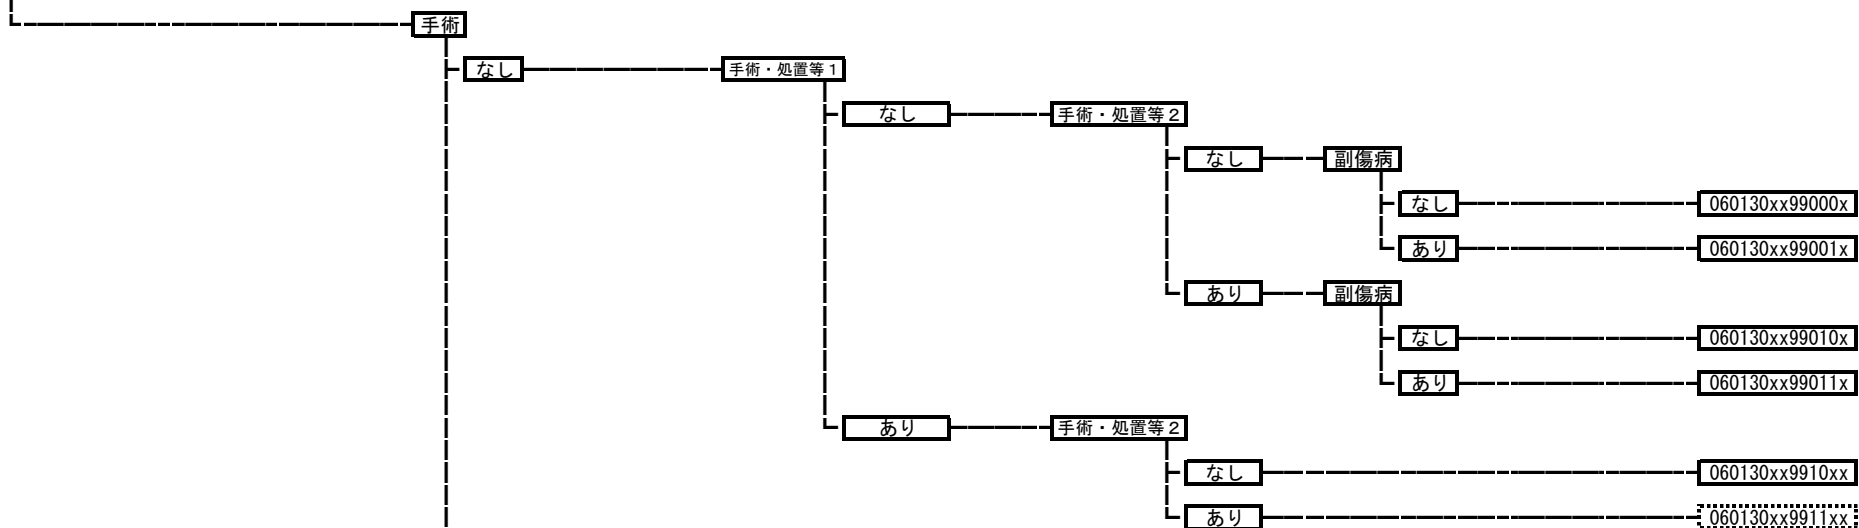 手術
なし 手術・処置等1
なし 手術・処置等2
なし 副傷病
なし 060130xx99000x
あり 060130xx99001x
あり 副傷病
なし 060130xx99010x
あり 060130xx99011x
あり 手術・処置等2
なし 060130xx9910xx
あり 060130xx9911xx